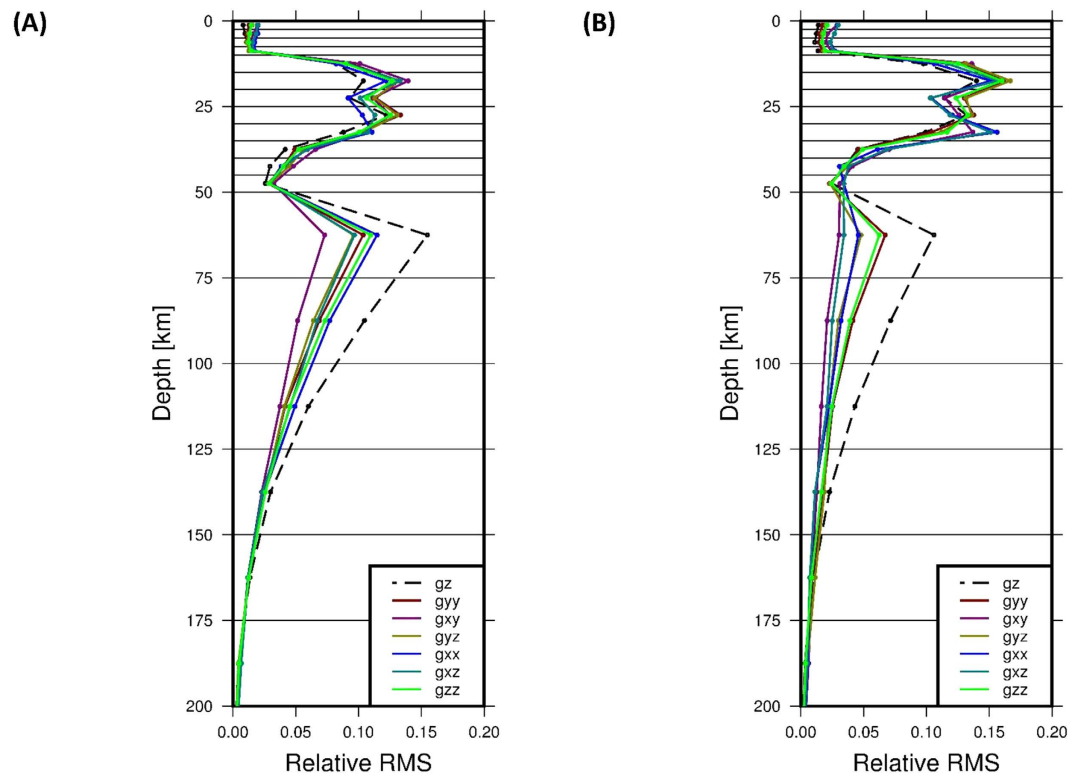 (A)
0
25
50
75
100
125
150
175
200
Depth [km]
0.00 0.05 0.10 0.15 0.20
Relative RMS
gz
gyy
gxy
gyz
gxx
gxz
gzz
(B)
0
25
50
75
100
125
150
175
200
Depth [km]
0.00 0.05 0.10 0.15 0.20
Relative RMS
gz
gyy
gxy
gyz
gxx
gxz
gzz